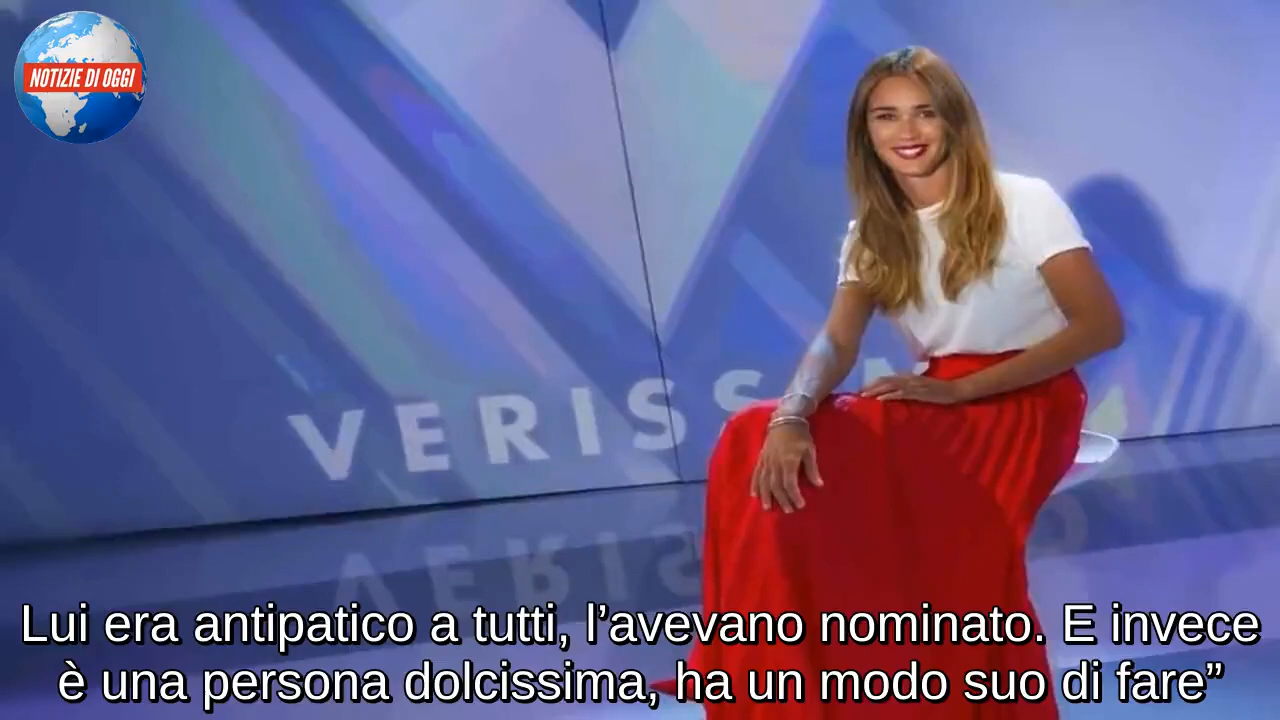 NOTIZIE DI OGGI
VERISS
Lui era antipatico a tutti, l’avevano nominato. E invece
è una persona dolcissima, ha un modo suo di fare”